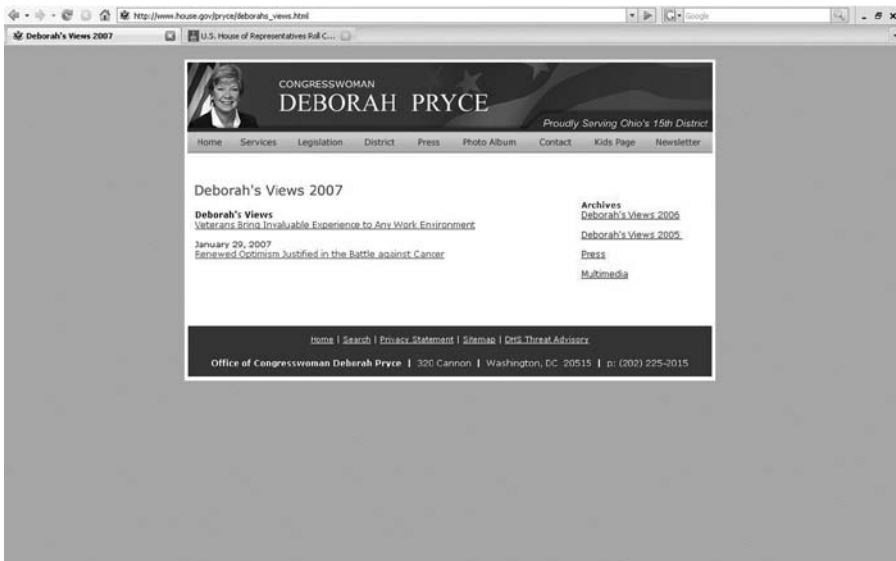 http://www.house.gov/pryce/deborahs_views.html
Google
Deborah's Views 2007
U.S. House of Representatives Roll C...
CONGRESSWOMAN
DEBORAH PRYCE
Proudly Serving Ohio's 15th District
Home Services Legislation District Press Photo Album Contact Kids Page Newsletter
Deborah's Views 2007
Deborah's Views
Veterans Bring Invaluable Experience to Any Work Environment
January 29, 2007
Renewed Optimism Justified in the Battle against Cancer
Archives
Deborah's Views 2006
Deborah's Views 2005
Press
Multimedia
Home | Search | Privacy Statement | Sitemap | DHS Threat Advisory
Office of Congresswoman Deborah Pryce | 320 Cannon | Washington, DC 20515 | p: (202) 225-2015